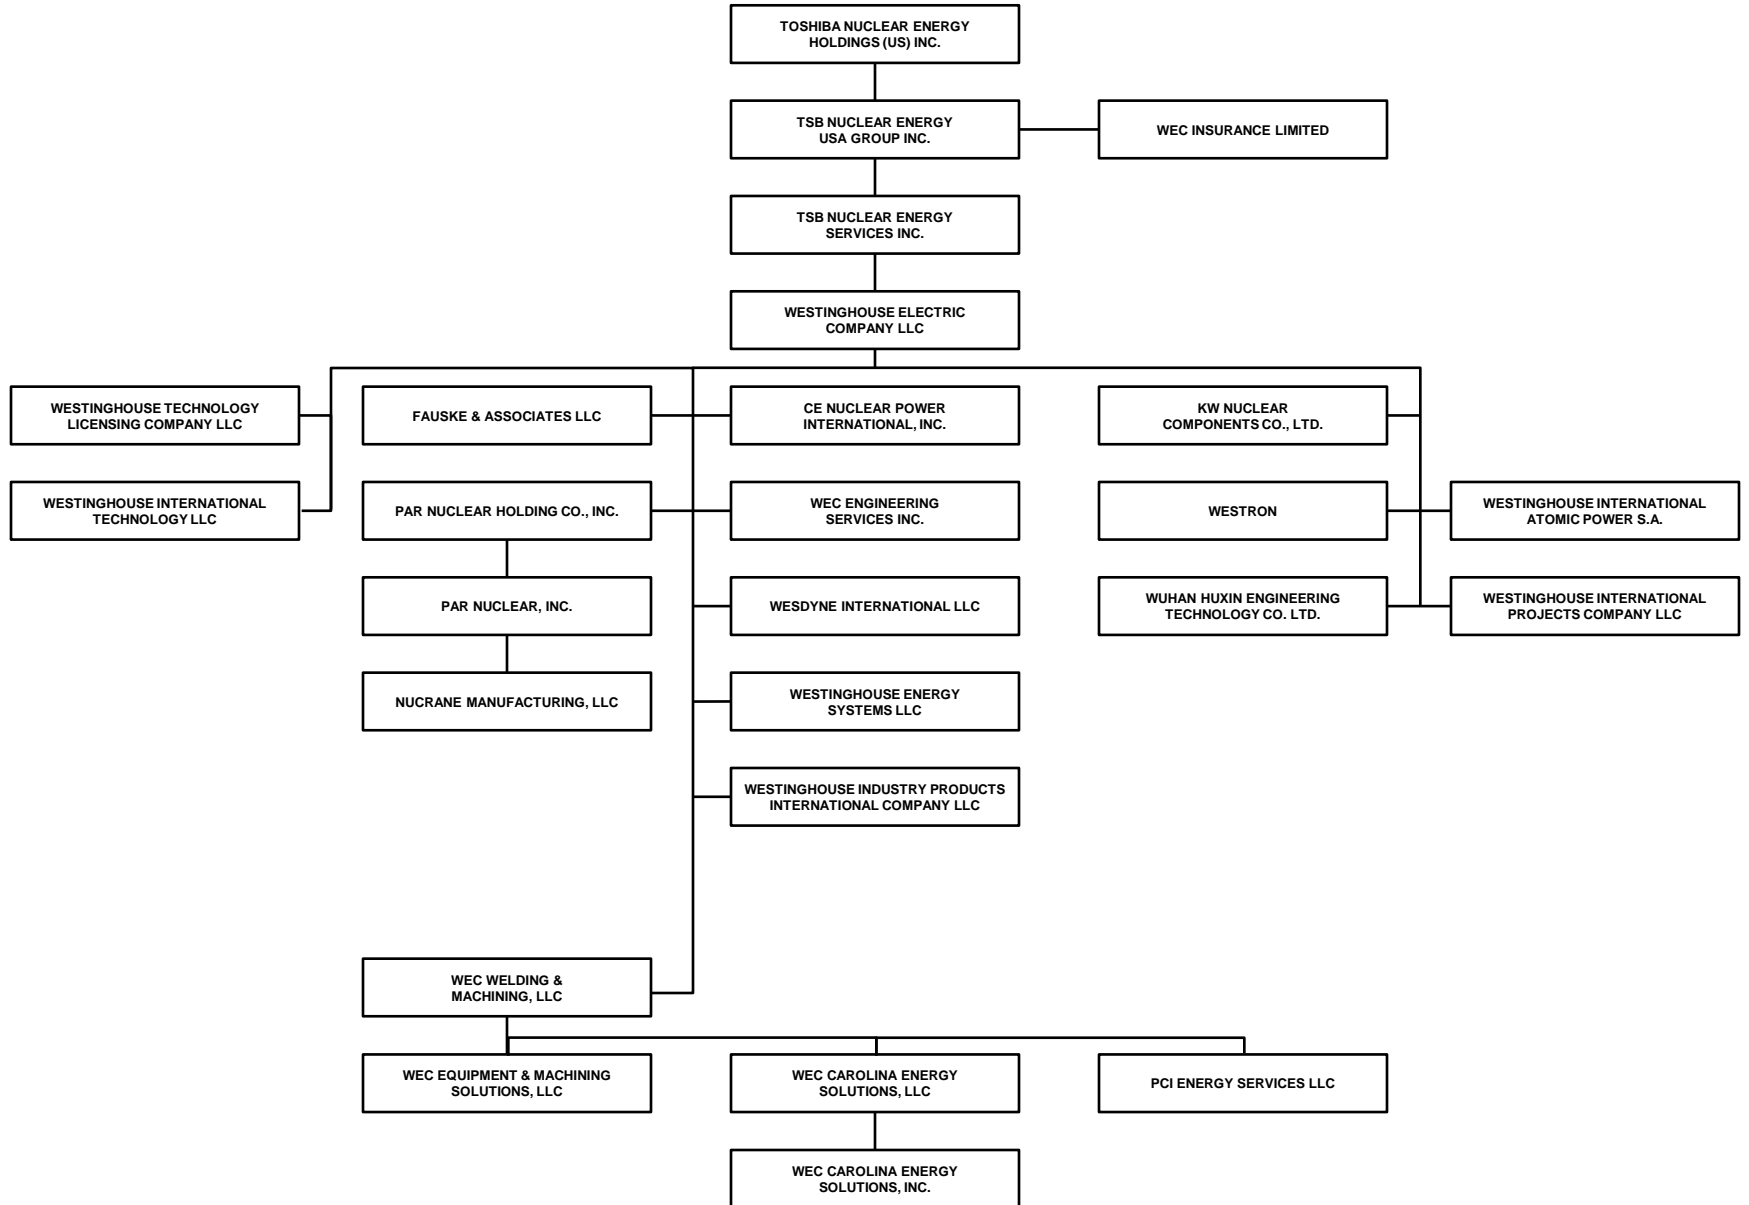 TOSHIBA NUCLEAR ENERGY
HOLDINGS (US) INC.
TSB NUCLEAR ENERGY
USA GROUP INC.
WEC INSURANCE LIMITED
TSB NUCLEAR ENERGY
SERVICES INC.
WESTINGHOUSE ELECTRIC
COMPANY LLC
WESTINGHOUSE TECHNOLOGY
LICENSING COMPANY LLC
FAUSKE & ASSOCIATES LLC
CE NUCLEAR POWER
INTERNATIONAL, INC.
KW NUCLEAR
COMPONENTS CO., LTD.
WESTINGHOUSE INTERNATIONAL
TECHNOLOGY LLC
PAR NUCLEAR HOLDING CO., INC.
WEC ENGINEERING
SERVICES INC.
WESTRON
WESTINGHOUSE INTERNATIONAL
ATOMIC POWER S.A.
PAR NUCLEAR, INC.
WESDYNE INTERNATIONAL LLC
WUHAN HUXIN ENGINEERING
TECHNOLOGY CO. LTD.
WESTINGHOUSE INTERNATIONAL
PROJECTS COMPANY LLC
NUCRANE MANUFACTURING, LLC
WESTINGHOUSE ENERGY
SYSTEMS LLC
WESTINGHOUSE INDUSTRY PRODUCTS
INTERNATIONAL COMPANY LLC
WEC WELDING &
MACHINING, LLC
WEC EQUIPMENT & MACHINING
SOLUTIONS, LLC
WEC CAROLINA ENERGY
SOLUTIONS, LLC
PCI ENERGY SERVICES LLC
WEC CAROLINA ENERGY
SOLUTIONS, INC.